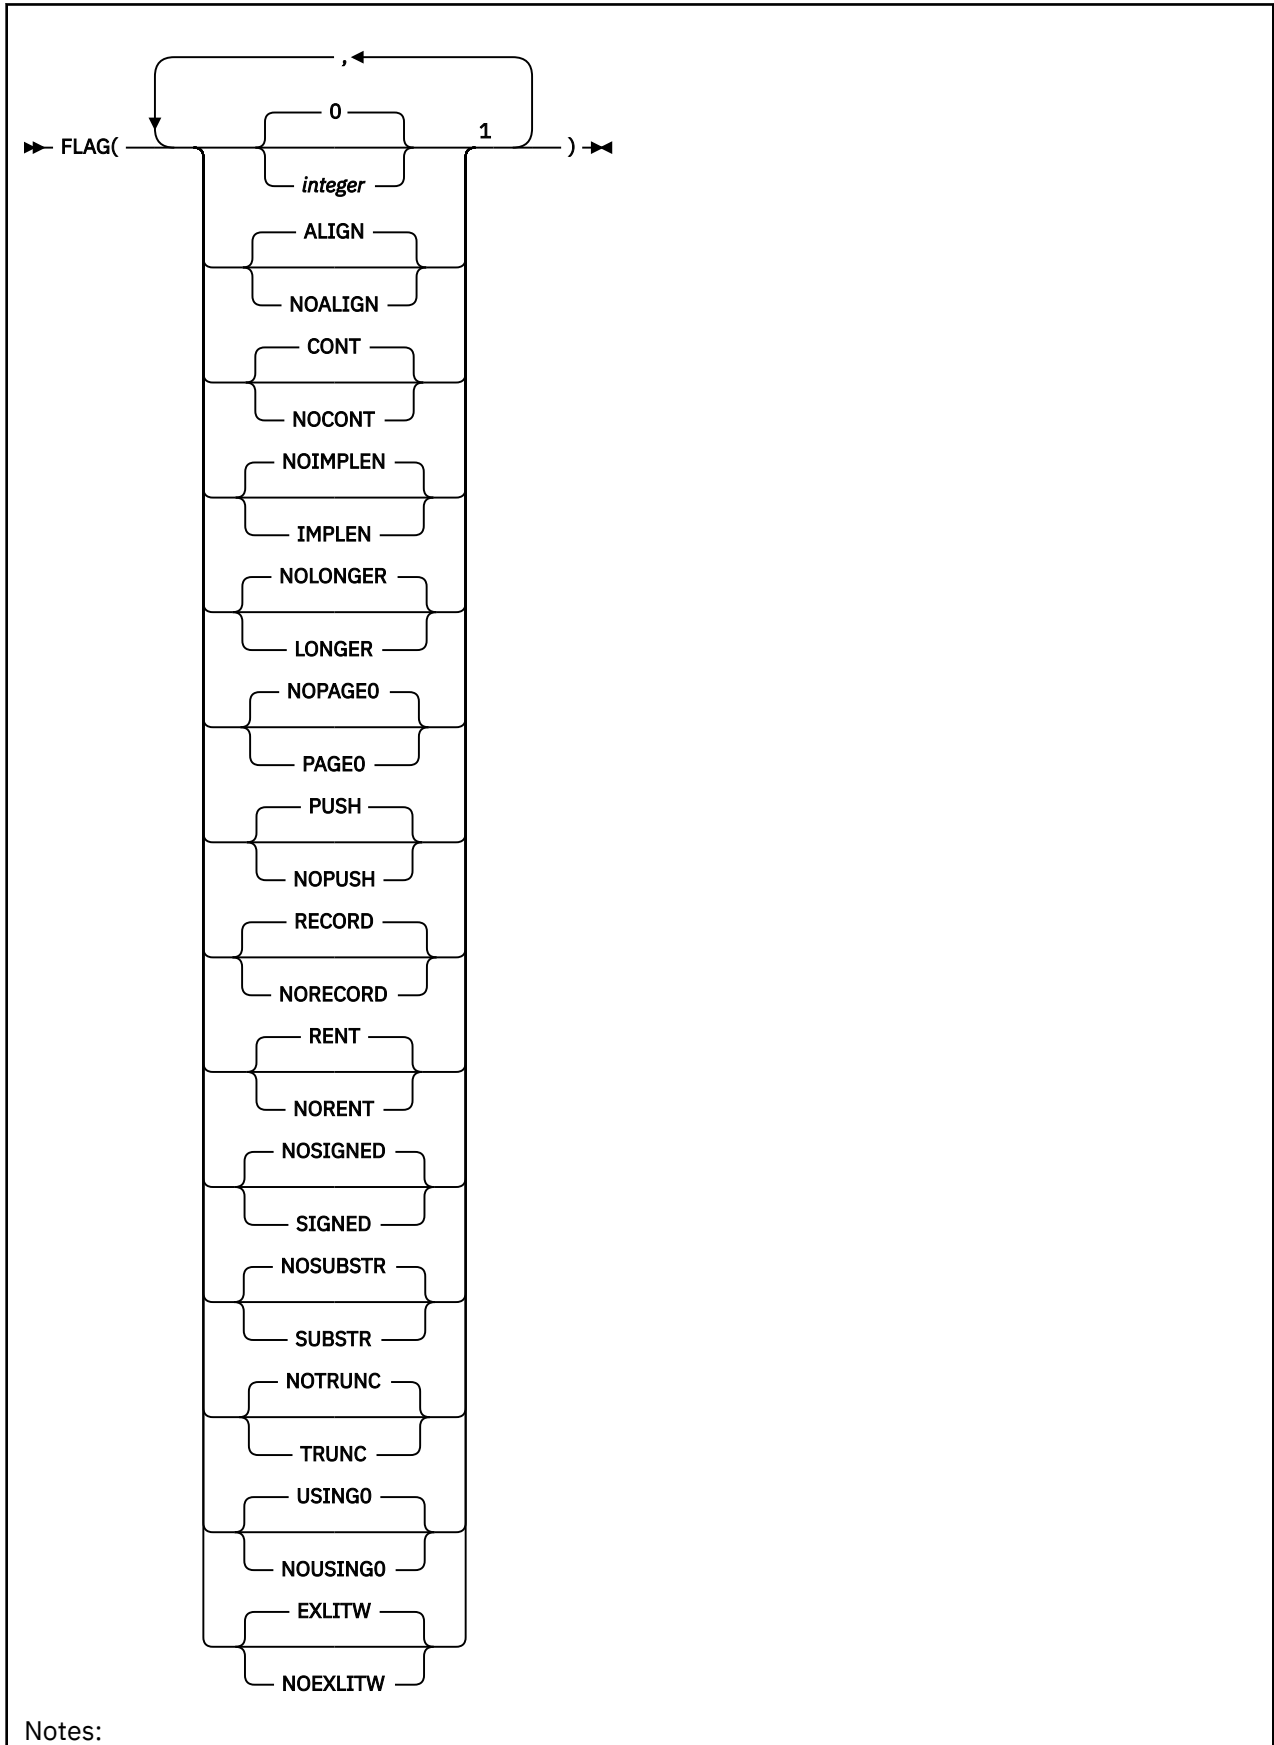 ,
0
1
FLAG( )
integer
ALIGN
NOALIGN
CONT
NOCONT
NOIMPLEN
IMPLEN
NOLONGER
LONGER
NOPAGE0
PAGE0
PUSH
NOPUSH
RECORD
NORECORD
RENT
NORENT
NOSIGNED
SIGNED
NOSUBSTR
SUBSTR
NOTRUNC
TRUNC
USING0
NOUSING0
EXLITW
NOEXLITW
Notes: